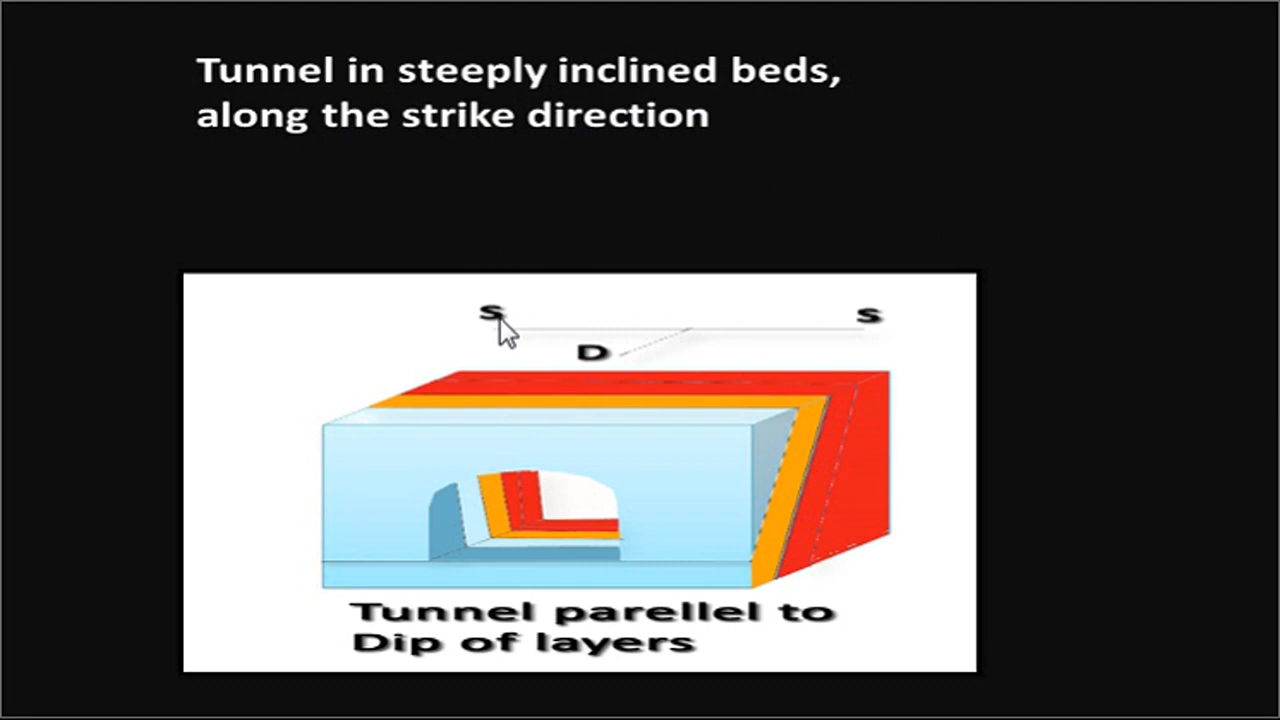 Tunnel in steeply inclined beds,
along the strike direction
S S
D
Tunnel parellel to
Dip of layers